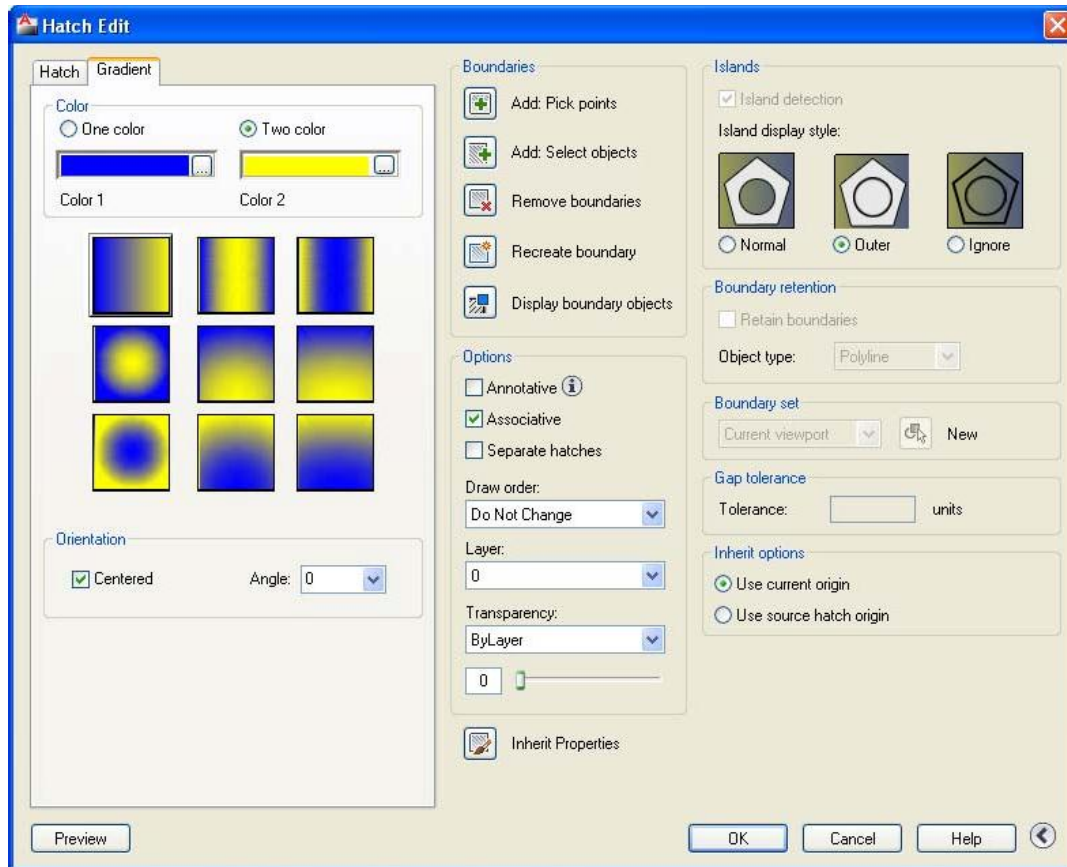 Hatch Edit
Hatch Gradient
Color
One color Two color
... ...
Color 1 Color 2
Orientation
Centered Angle: 0
Preview
Boundaries
Add: Pick points
Add: Select objects
Remove boundaries
Recreate boundary
Display boundary objects
Options
Annotative
Associative
Separate hatches
Draw order:
Do Not Change
Layer:
0
Transparency:
ByLayer
0
Inherit Properties
Islands
Island detection
Island display style:
Normal Outer Ignore
Boundary retention
Retain boundaries
Object type: Polyline
Boundary set
Current viewport New
Gap tolerance
Tolerance: units
Inherit options
Use current origin
Use source hatch origin
OK Cancel Help